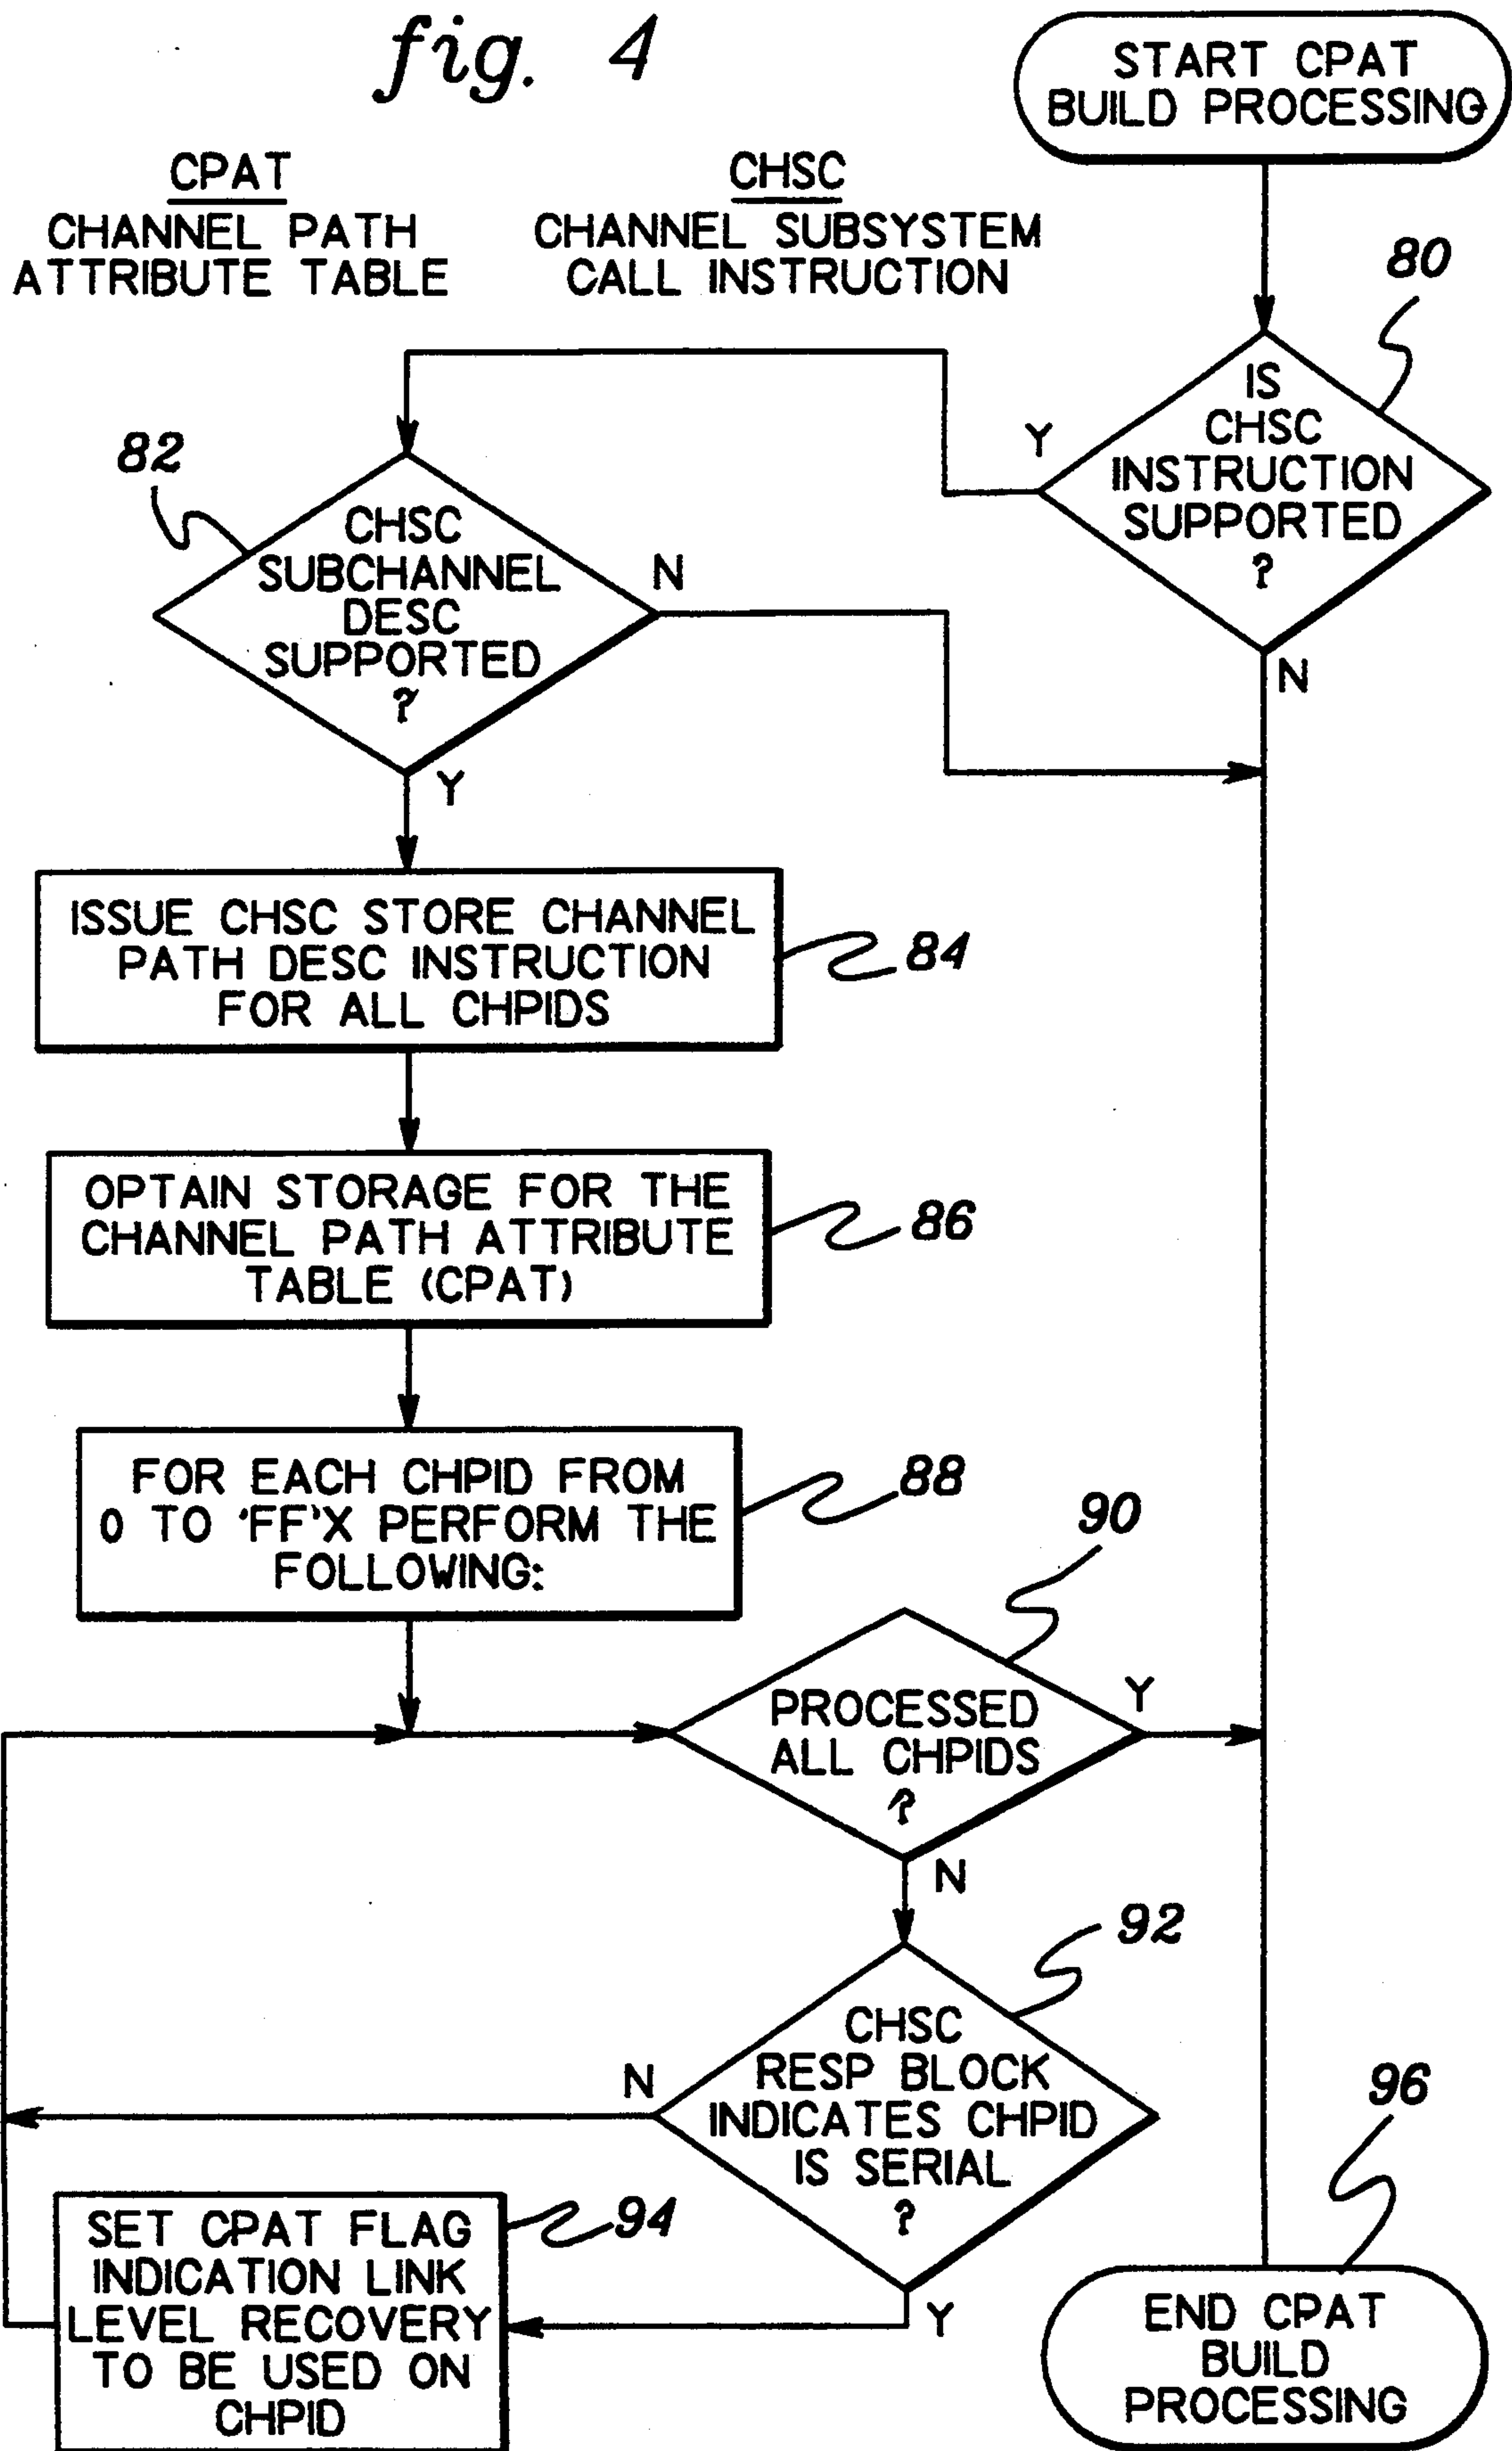 fig. 4
START CPAT
BUILD PROCESSING
CPAT
CHANNEL PATH
ATTRIBUTE TABLE
CHSC
CHANNEL SUBSYSTEM
CALL INSTRUCTION
80
IS
CHSC
INSTRUCTION
SUPPORTED
?
Y
N
82
CHSC
SUBCHANNEL
DESC
SUPPORTED
?
N
Y
ISSUE CHSC STORE CHANNEL
PATH DESC INSTRUCTION
FOR ALL CHPIDS
84
OPTAIN STORAGE FOR THE
CHANNEL PATH ATTRIBUTE
TABLE (CPAT)
86
FOR EACH CHPID FROM
0 TO 'FF'X PERFORM THE
FOLLOWING:
88
90
PROCESSED
ALL CHPIDS
?
Y
N
92
CHSC
RESP BLOCK
INDICATES CHPID
IS SERIAL
?
N
Y
SET CPAT FLAG
INDICATION LINK
LEVEL RECOVERY
TO BE USED ON
CHPID
94
96
END CPAT
BUILD
PROCESSING